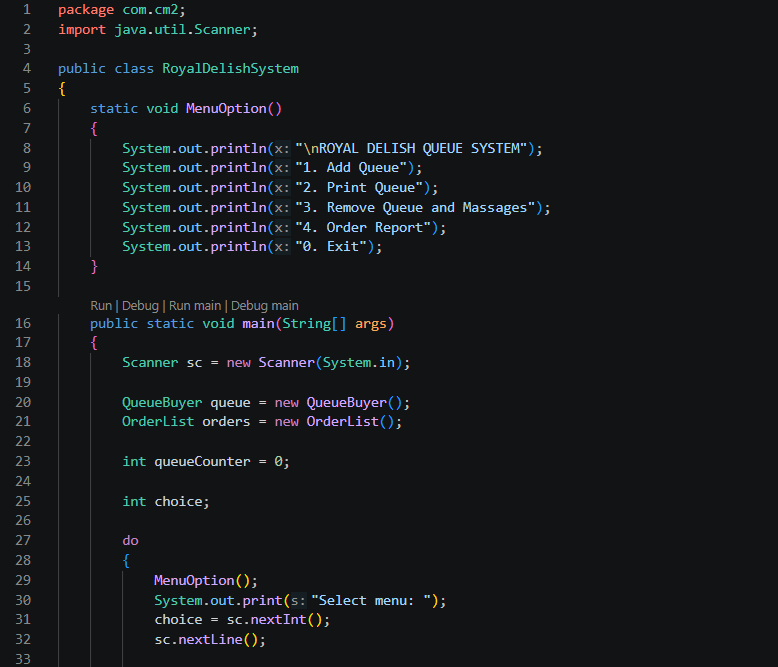 1 package com.cm2;
2 import java.util.Scanner;
3
4 public class RoyalDelishSystem
5 {
6     static void MenuOption()
7     {
8         System.out.println(x: "\nROYAL DELISH QUEUE SYSTEM");
9         System.out.println(x: "1. Add Queue");
10         System.out.println(x: "2. Print Queue");
11         System.out.println(x: "3. Remove Queue and Massages");
12         System.out.println(x: "4. Order Report");
13         System.out.println(x: "0. Exit");
14     }
15
Run | Debug | Run main | Debug main
16     public static void main(String[] args)
17     {
18         Scanner sc = new Scanner(System.in);
19
20         QueueBuyer queue = new QueueBuyer();
21         OrderList orders = new OrderList();
22
23         int queueCounter = 0;
24
25         int choice;
26
27         do
28         {
29             MenuOption();
30             System.out.print(s: "Select menu: ");
31             choice = sc.nextInt();
32             sc.nextLine();
33